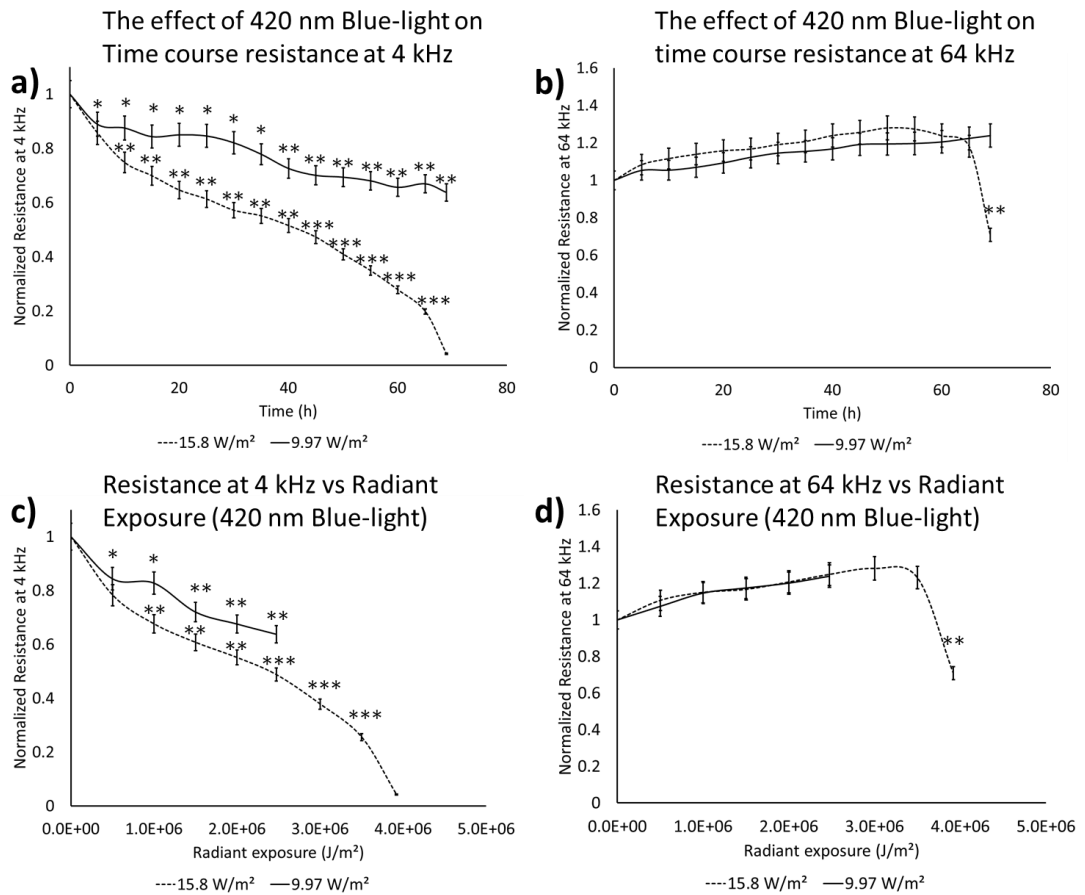 The effect of 420 nm Blue-light on
Time course resistance at 4 kHz
a)
Normalized Resistance at 4 kHz
1
0.8
0.6
0.4
0.2
0
* * * * * * * ** ** ** ** ** ** **
** ** ** ** ** ** ** *** *** *** *** ***
0 20 40 60 80
Time (h)
15.8 W/m² 9.97 W/m²
The effect of 420 nm Blue-light on
time course resistance at 64 kHz
b)
Normalized Resistance at 64 kHz
1.6
1.4
1.2
1
0.8
0.6
0.4
0.2
0
**
0 20 40 60 80
Time (h)
15.8 W/m² 9.97 W/m²
Resistance at 4 kHz vs Radiant
Exposure (420 nm Blue-light)
c)
Normalized Resistance at 4 kHz
1
0.8
0.6
0.4
0.2
0
* * ** ** **
** ** ** *** *** ***
0.0E+00 1.0E+06 2.0E+06 3.0E+06 4.0E+06 5.0E+06
Radiant exposure (J/m²)
15.8 W/m² 9.97 W/m²
Resistance at 64 kHz vs Radiant
Exposure (420 nm Blue-light)
d)
Normalized Resistance at 64 kHz
1.6
1.4
1.2
1
0.8
0.6
0.4
0.2
0
**
0.0E+00 1.0E+06 2.0E+06 3.0E+06 4.0E+06 5.0E+06
Radiant exposure (J/m²)
15.8 W/m² 9.97 W/m²